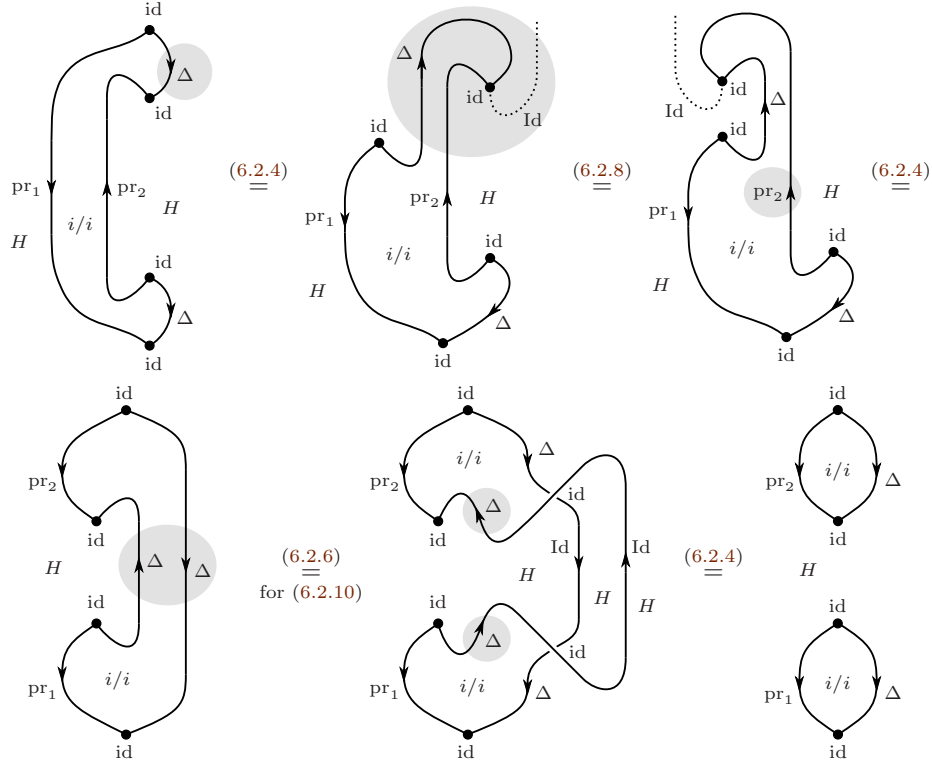 id
Δ
id
pr₁
pr₂
i/i
H
H
id
Δ
id
(6.2.4)
=
Δ
id
Id
id
pr₂
H
pr₁
i/i
H
id
Δ
id
(6.2.8)
=
id
Id
Δ
id
pr₂
H
pr₁
i/i
H
id
Δ
id
(6.2.4)
=
id
pr₂
id
Δ
Δ
H
id
pr₁
i/i
id
(6.2.6)
=
for (6.2.10)
id
i/i
Δ
pr₂
id
Δ
id
Id
Id
H
H
H
id
Δ
id
pr₁
i/i
Δ
id
(6.2.4)
=
id
pr₂
i/i
Δ
id
H
id
pr₁
i/i
Δ
id